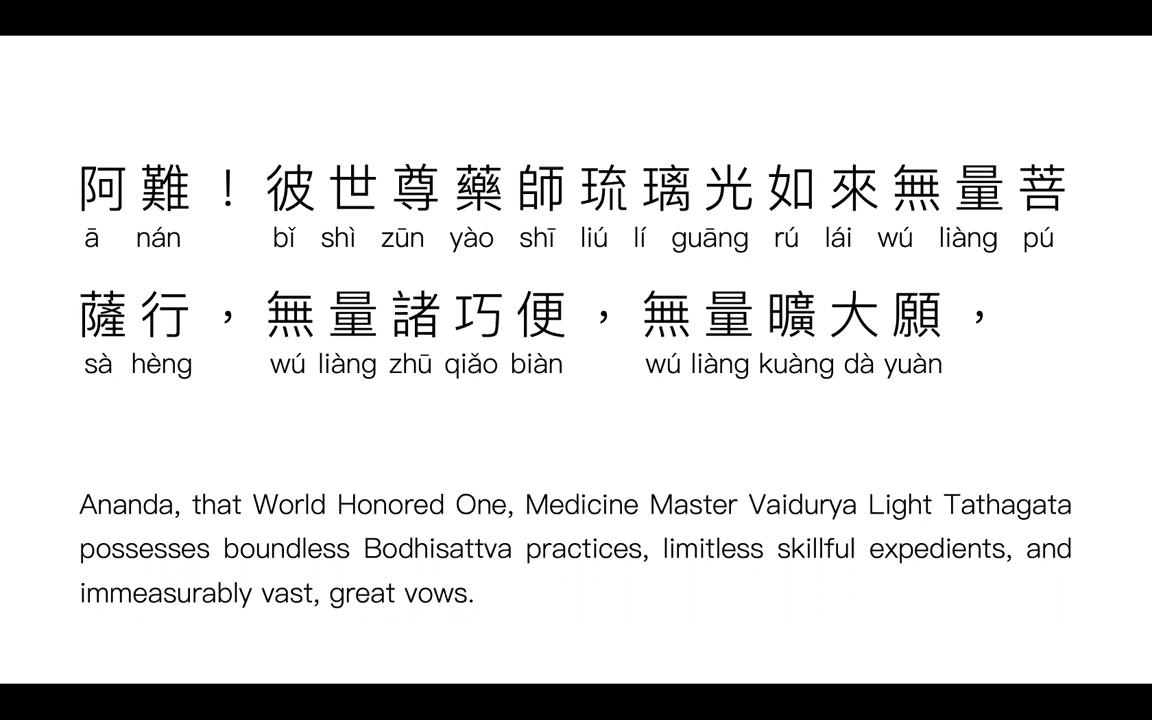 阿難！彼世尊藥師琉璃光如來無量菩
ā nán bǐ shì zūn yào shī liú lí guāng rú lái wú liàng pú
薩行，無量諸巧便，無量曠大願，
sà hèng wú liàng zhū qiǎo biàn wú liàng kuàng dà yuàn
Ananda, that World Honored One, Medicine Master Vaidurya Light Tathagata
possesses boundless Bodhisattva practices, limitless skillful expedients, and
immeasurably vast, great vows.